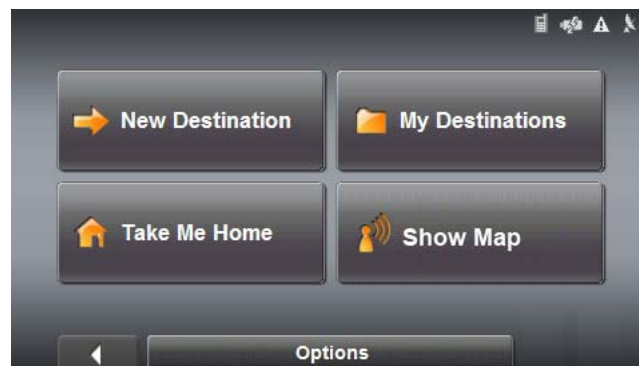 New Destination
My Destinations
Take Me Home
Show Map
Options